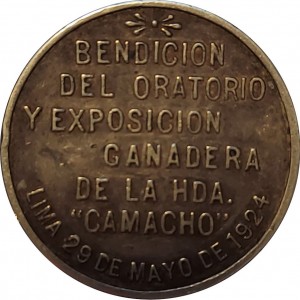 BENDICION
DEL ORATORIO
Y EXPOSICION
GANADERA
DE LA HDA.
"CAMACHO"
LIMA 29 DE MAYO DE 1924